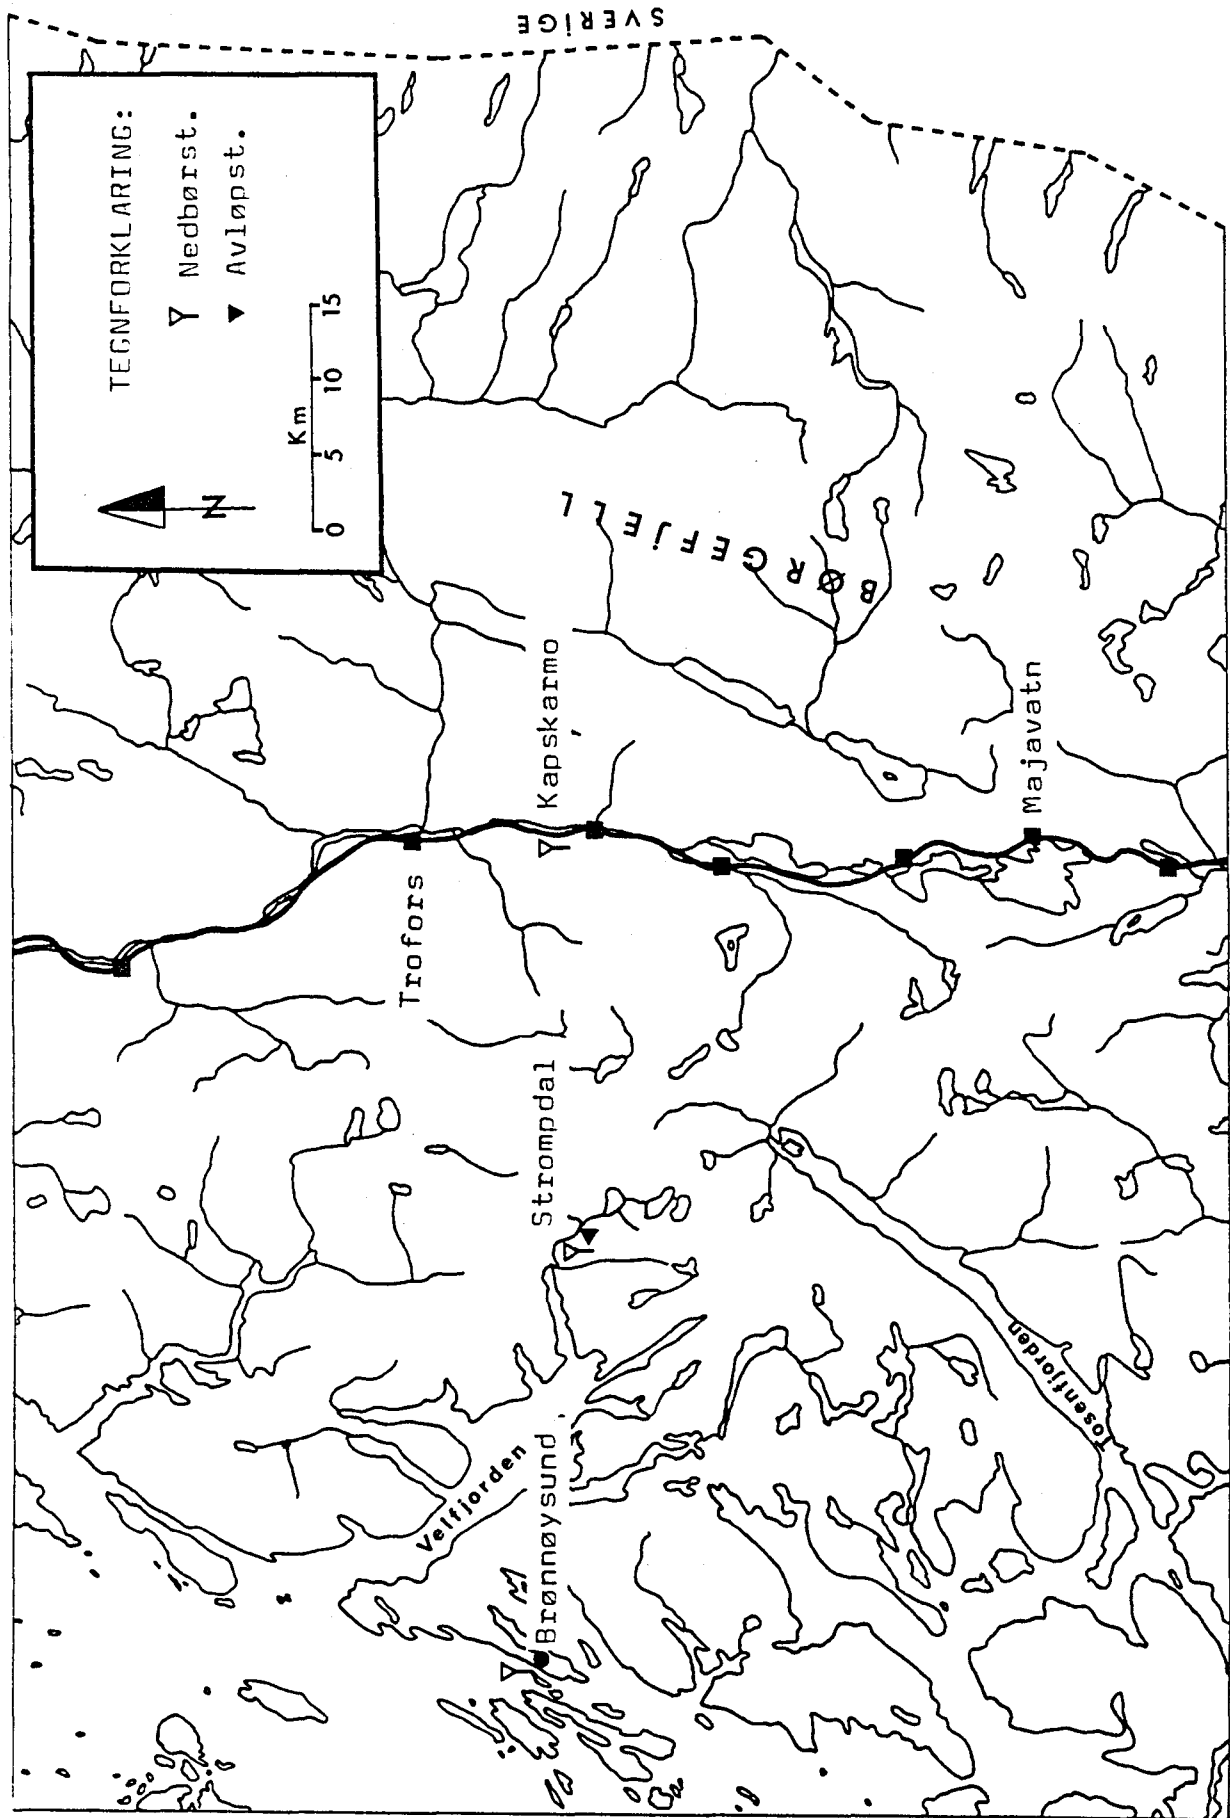 SVERIGE
TEGNFORKLARING:
Nedbørst.
Avløpst.
N
Km
0 5 10 15
BØRGEFJELL
Kapskarmo
Majavatn
Trofors
Strompdal
Velfjorden
Brønnøysund
Tosenfjorden